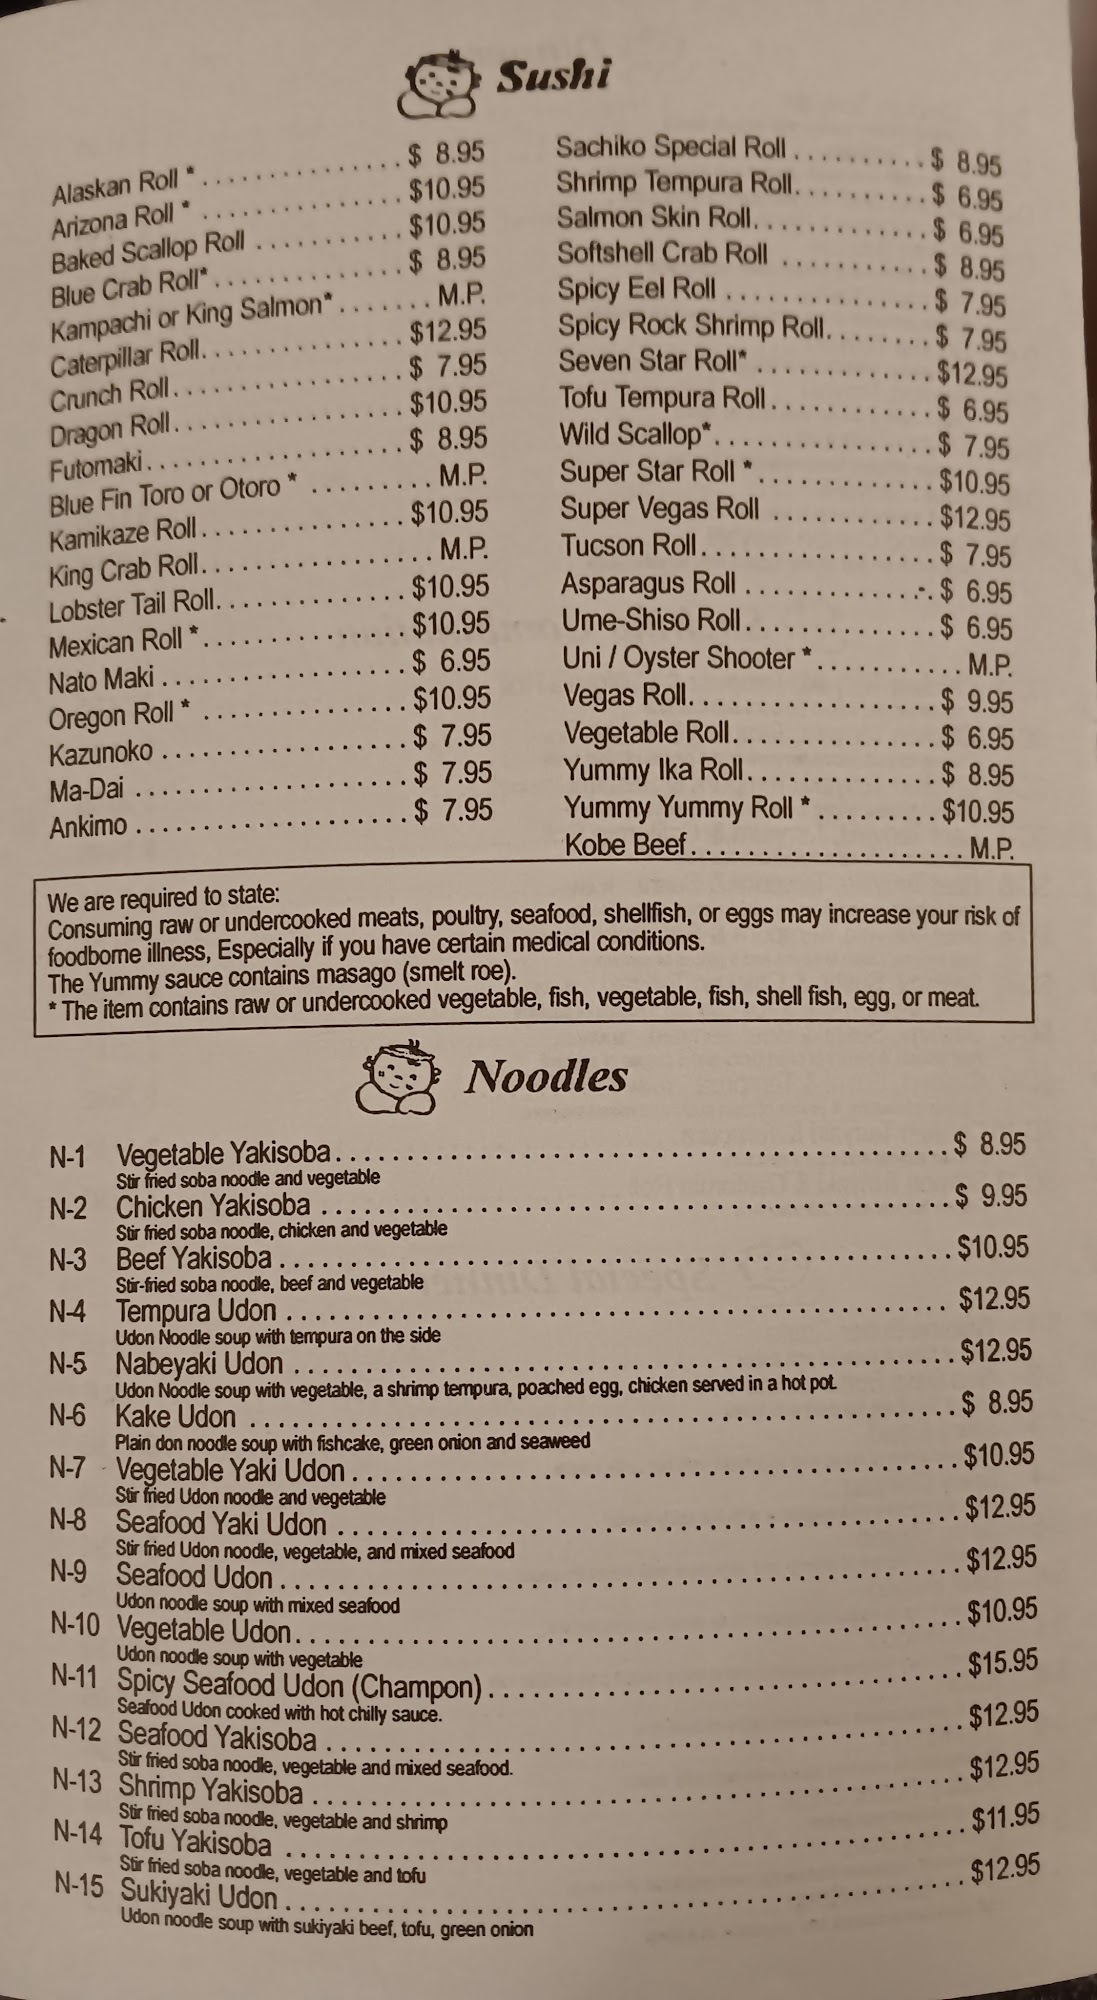 Sushi
Alaskan Roll * . . . . . . . . . . . . . . . $ 8.95
Arizona Roll * . . . . . . . . . . . . . . . $10.95
Baked Scallop Roll . . . . . . . . . . . $10.95
Blue Crab Roll* . . . . . . . . . . . . . . $ 8.95
Kampachi or King Salmon* . . . . . . . M.P.
Caterpillar Roll. . . . . . . . . . . . . . . $12.95
Crunch Roll. . . . . . . . . . . . . . . . . $ 7.95
Dragon Roll. . . . . . . . . . . . . . . . . $10.95
Futomaki. . . . . . . . . . . . . . . . . . . $ 8.95
Blue Fin Toro or Otoro * . . . . . . . . . M.P.
Kamikaze Roll. . . . . . . . . . . . . . . $10.95
King Crab Roll. . . . . . . . . . . . . . . . M.P.
Lobster Tail Roll. . . . . . . . . . . . . . $10.95
Mexican Roll * . . . . . . . . . . . . . . . $10.95
Nato Maki . . . . . . . . . . . . . . . . . . $ 6.95
Oregon Roll * . . . . . . . . . . . . . . . $10.95
Kazunoko . . . . . . . . . . . . . . . . . . $ 7.95
Ma-Dai . . . . . . . . . . . . . . . . . . . . $ 7.95
Ankimo . . . . . . . . . . . . . . . . . . . . $ 7.95
Sachiko Special Roll . . . . . . . . . . $ 8.95
Shrimp Tempura Roll. . . . . . . . . . $ 6.95
Salmon Skin Roll. . . . . . . . . . . . . $ 6.95
Softshell Crab Roll . . . . . . . . . . . $ 8.95
Spicy Eel Roll . . . . . . . . . . . . . . . $ 7.95
Spicy Rock Shrimp Roll. . . . . . . . $ 7.95
Seven Star Roll* . . . . . . . . . . . . . $12.95
Tofu Tempura Roll. . . . . . . . . . . . $ 6.95
Wild Scallop*. . . . . . . . . . . . . . . . $ 7.95
Super Star Roll * . . . . . . . . . . . . . $10.95
Super Vegas Roll . . . . . . . . . . . . $12.95
Tucson Roll. . . . . . . . . . . . . . . . . $ 7.95
Asparagus Roll . . . . . . . . . . . . . . $ 6.95
Ume-Shiso Roll. . . . . . . . . . . . . . $ 6.95
Uni / Oyster Shooter * . . . . . . . . . . . M.P.
Vegas Roll. . . . . . . . . . . . . . . . . . $ 9.95
Vegetable Roll. . . . . . . . . . . . . . . $ 6.95
Yummy Ika Roll. . . . . . . . . . . . . . $ 8.95
Yummy Yummy Roll * . . . . . . . . . $10.95
Kobe Beef. . . . . . . . . . . . . . . . . . . . M.P.
We are required to state:
Consuming raw or undercooked meats, poultry, seafood, shellfish, or eggs may increase your risk of
foodborne illness, Especially if you have certain medical conditions.
The Yummy sauce contains masago (smelt roe).
* The item contains raw or undercooked vegetable, fish, vegetable, fish, shell fish, egg, or meat.
Noodles
N-1 Vegetable Yakisoba. . . . . . . . . . . . . . . . . . . . . . . . . . . . $ 8.95
Stir fried soba noodle and vegetable
N-2 Chicken Yakisoba . . . . . . . . . . . . . . . . . . . . . . . . . . . . $ 9.95
Stir fried soba noodle, chicken and vegetable
N-3 Beef Yakisoba . . . . . . . . . . . . . . . . . . . . . . . . . . . . $10.95
Stir-fried soba noodle, beef and vegetable
N-4 Tempura Udon . . . . . . . . . . . . . . . . . . . . . . . . . . . . $12.95
Udon Noodle soup with tempura on the side
N-5 Nabeyaki Udon . . . . . . . . . . . . . . . . . . . . . . . . . . . . $12.95
Udon Noodle soup with vegetable, a shrimp tempura, poached egg, chicken served in a hot pot.
N-6 Kake Udon . . . . . . . . . . . . . . . . . . . . . . . . . . . . $ 8.95
Plain don noodle soup with fishcake, green onion and seaweed
N-7 Vegetable Yaki Udon . . . . . . . . . . . . . . . . . . . . . . . . . . . . $10.95
Stir fried Udon noodle and vegetable
N-8 Seafood Yaki Udon . . . . . . . . . . . . . . . . . . . . . . . . . . . . $12.95
Stir fried Udon noodle, vegetable, and mixed seafood
N-9 Seafood Udon . . . . . . . . . . . . . . . . . . . . . . . . . . . . $12.95
Udon noodle soup with mixed seafood
N-10 Vegetable Udon. . . . . . . . . . . . . . . . . . . . . . . . . . . . $10.95
Udon noodle soup with vegetable
N-11 Spicy Seafood Udon (Champon) . . . . . . . . . . . . . . . . . . . . . . . $15.95
Seafood Udon cooked with hot chilly sauce.
N-12 Seafood Yakisoba . . . . . . . . . . . . . . . . . . . . . . . . . . . . $12.95
Stir fried soba noodle, vegetable and mixed seafood.
N-13 Shrimp Yakisoba . . . . . . . . . . . . . . . . . . . . . . . . . . . . $12.95
Stir fried soba noodle, vegetable and shrimp
N-14 Tofu Yakisoba . . . . . . . . . . . . . . . . . . . . . . . . . . . . $11.95
Stir fried soba noodle, vegetable and tofu
N-15 Sukiyaki Udon . . . . . . . . . . . . . . . . . . . . . . . . . . . . $12.95
Udon noodle soup with sukiyaki beef, tofu, green onion